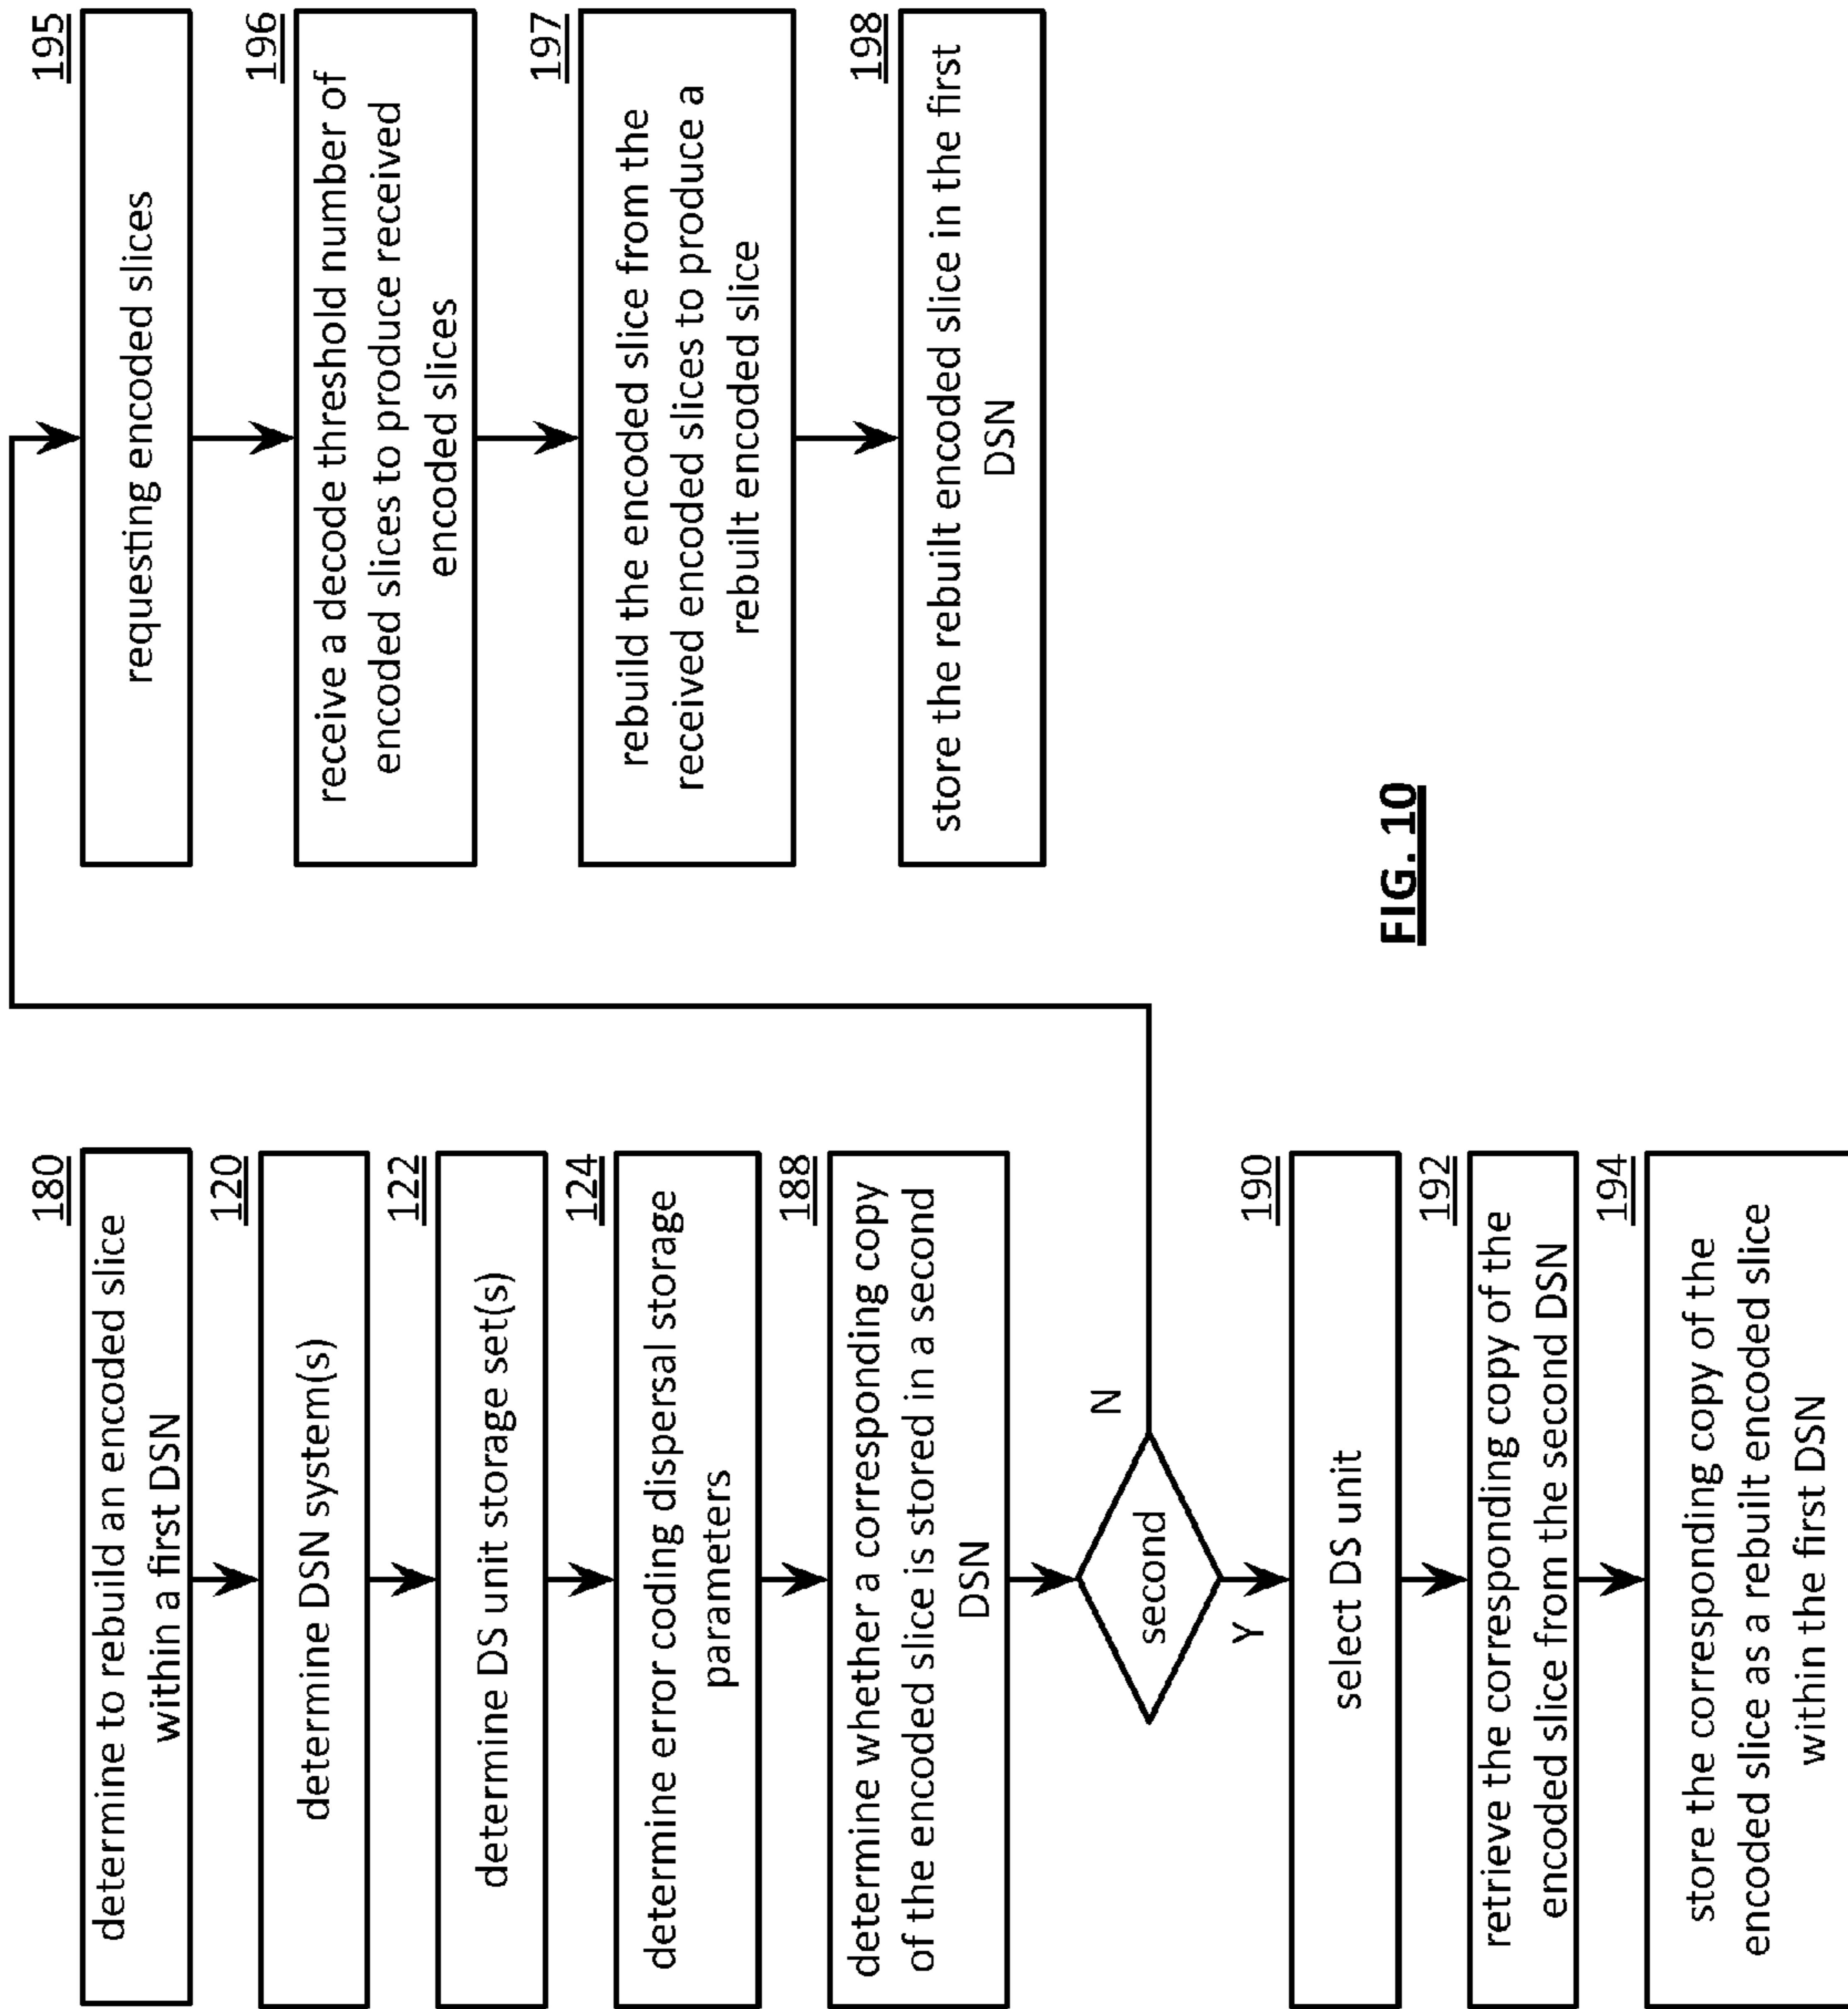 180
determine to rebuild an encoded slice
within a first DSN
120
determine DSN system(s)
122
determine DS unit storage set(s)
124
determine error coding dispersal storage
parameters
188
determine whether a corresponding copy
of the encoded slice is stored in a second
DSN
second
N
Y
190
select DS unit
192
retrieve the corresponding copy of the
encoded slice from the second DSN
194
store the corresponding copy of the
encoded slice as a rebuilt encoded slice
within the first DSN
195
requesting encoded slices
196
receive a decode threshold number of
encoded slices to produce received
encoded slices
197
rebuild the encoded slice from the
received encoded slices to produce a
rebuilt encoded slice
198
store the rebuilt encoded slice in the first
DSN
FIG. 10